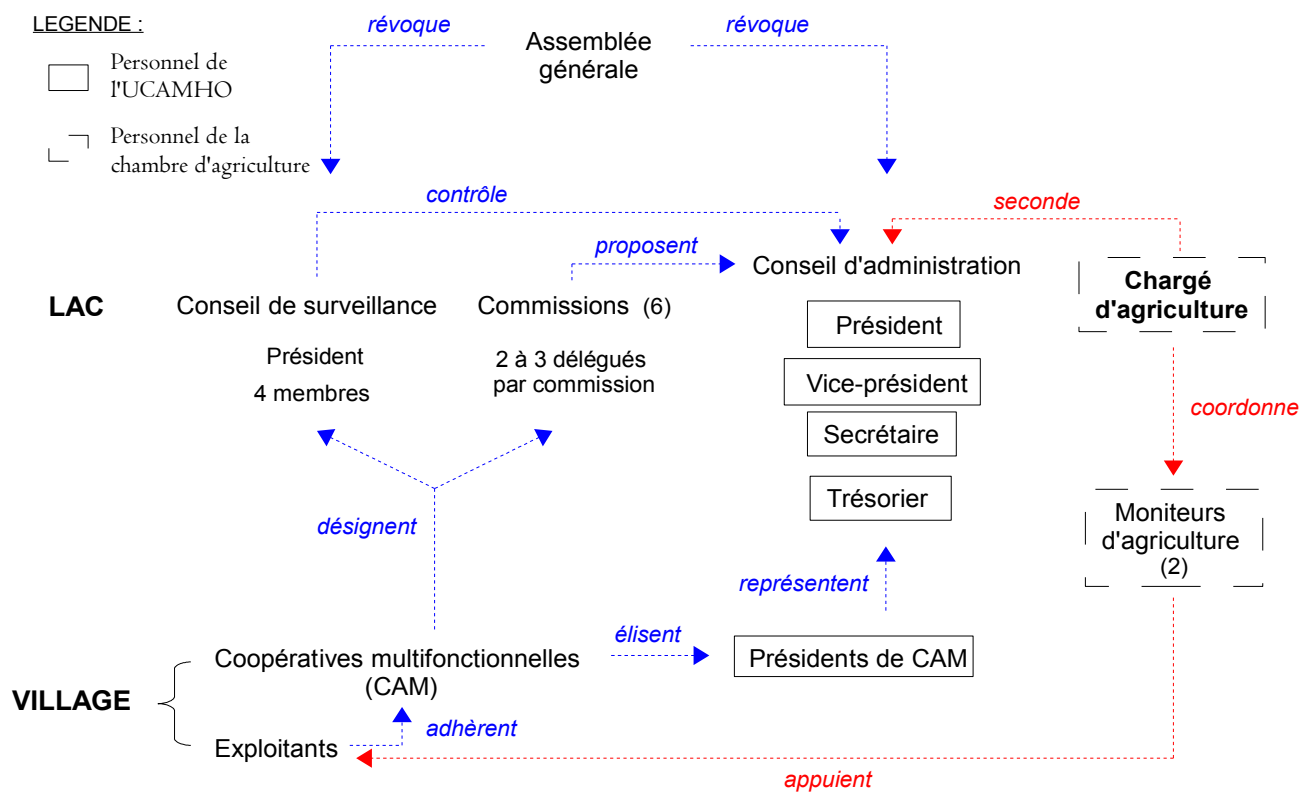 LEGENDE :
Personnel de
l'UCAMHO
Personnel de la
chambre d'agriculture
révoque
Assemblée
générale
révoque
contrôle
seconde
proposent
Conseil d'administration
LAC
Conseil de surveillance
Président
4 membres
Commissions (6)
2 à 3 délégués
par commission
Président
Vice-président
Secrétaire
Trésorier
Chargé
d'agriculture
coordonne
Moniteurs
d'agriculture
(2)
désignent
représentent
élisent
Présidents de CAM
VILLAGE
Coopératives multifonctionnelles
(CAM)
adhèrent
Exploitants
appuient